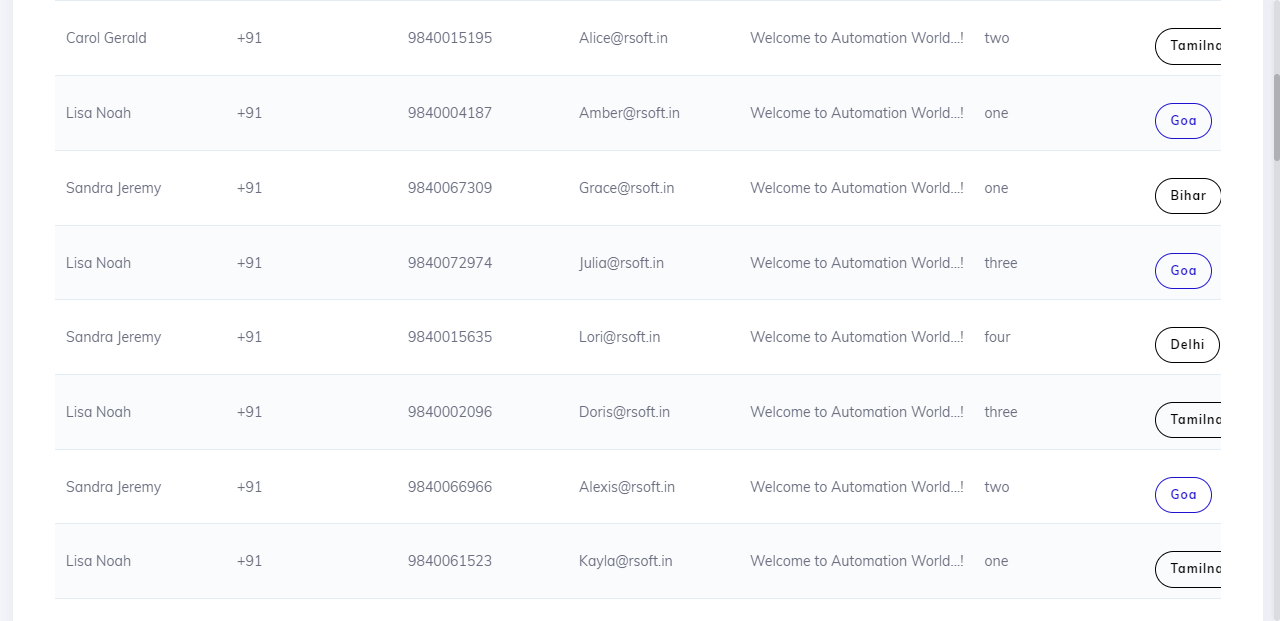 Carol Gerald +91 9840015195 Alice@rsoft.in Welcome to Automation World...! two Tamilna
Lisa Noah +91 9840004187 Amber@rsoft.in Welcome to Automation World...! one Goa
Sandra Jeremy +91 9840067309 Grace@rsoft.in Welcome to Automation World...! one Bihar
Lisa Noah +91 9840072974 Julia@rsoft.in Welcome to Automation World...! three Goa
Sandra Jeremy +91 9840015635 Lori@rsoft.in Welcome to Automation World...! four Delhi
Lisa Noah +91 9840002096 Doris@rsoft.in Welcome to Automation World...! three Tamilna
Sandra Jeremy +91 9840066966 Alexis@rsoft.in Welcome to Automation World...! two Goa
Lisa Noah +91 9840061523 Kayla@rsoft.in Welcome to Automation World...! one Tamilna